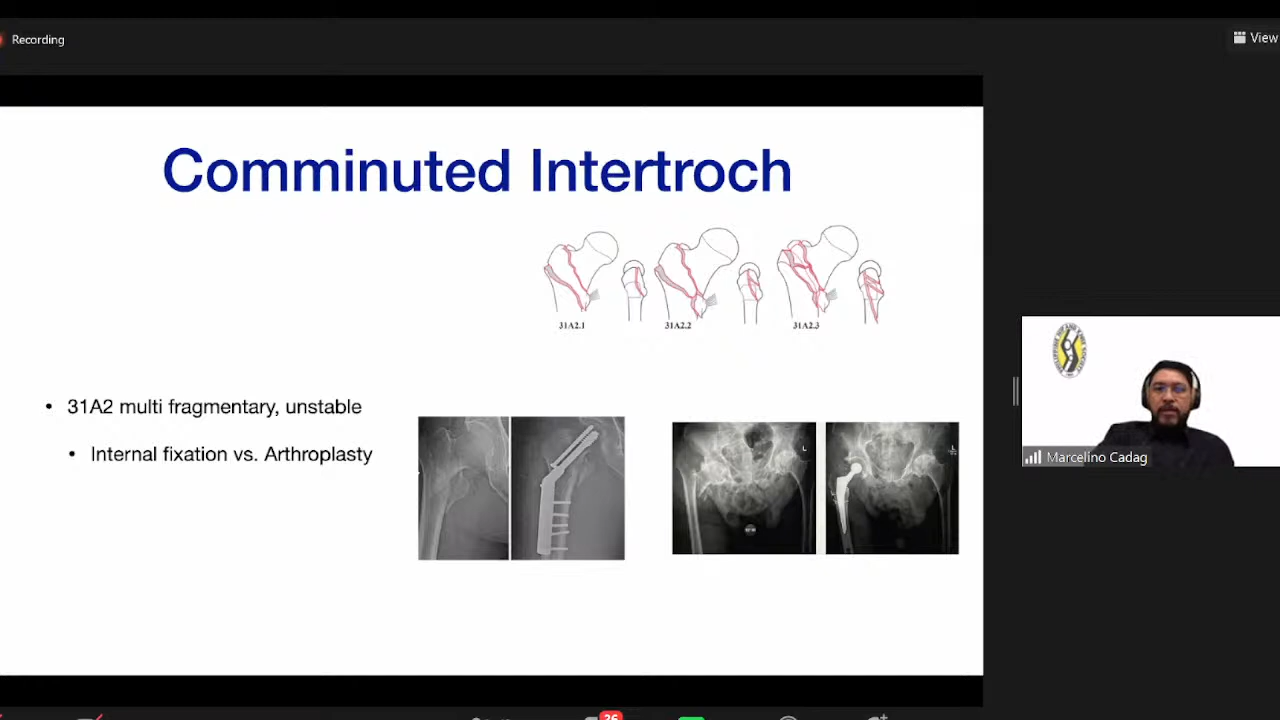 Recording
View
Comminuted Intertroch
31A2.1
31A2.2
31A2.3
• 31A2 multi fragmentary, unstable
• Internal fixation vs. Arthroplasty
Marcelino Cadag
26